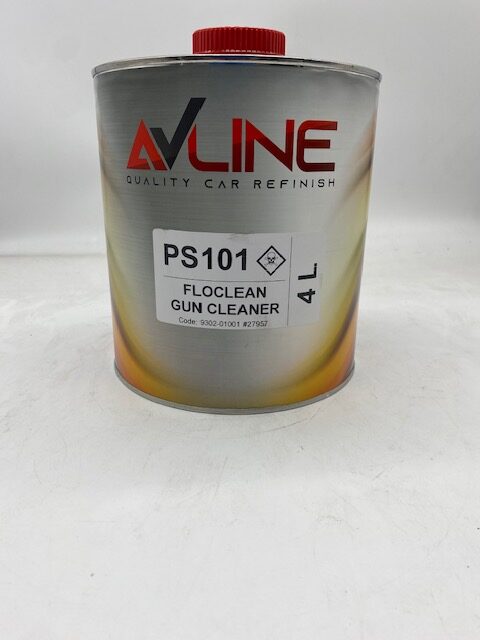 AVLINE
QUALITY CAR REFINISH
PS101
FLOCLEAN
GUN CLEANER
Code: 9302-01001 #27957
4 L.